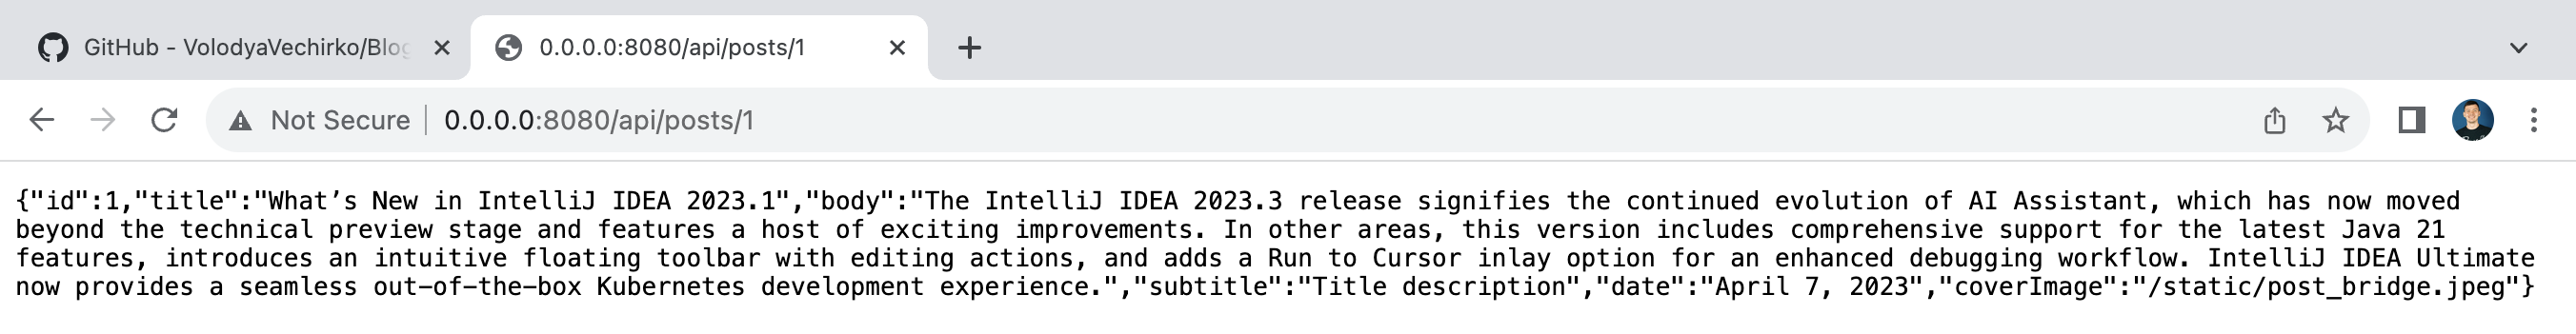 GitHub - VolodyaVechirko/Blog
0.0.0.0:8080/api/posts/1
Not Secure
0.0.0.0:8080/api/posts/1
{"id":1,"title":"What’s New in IntelliJ IDEA 2023.1","body":"The IntelliJ IDEA 2023.3 release signifies the continued evolution of AI Assistant, which has now moved
beyond the technical preview stage and features a host of exciting improvements. In other areas, this version includes comprehensive support for the latest Java 21
features, introduces an intuitive floating toolbar with editing actions, and adds a Run to Cursor inlay option for an enhanced debugging workflow. IntelliJ IDEA Ultimate
now provides a seamless out-of-the-box Kubernetes development experience.","subtitle":"Title description","date":"April 7, 2023","coverImage":"/static/post_bridge.jpeg"}